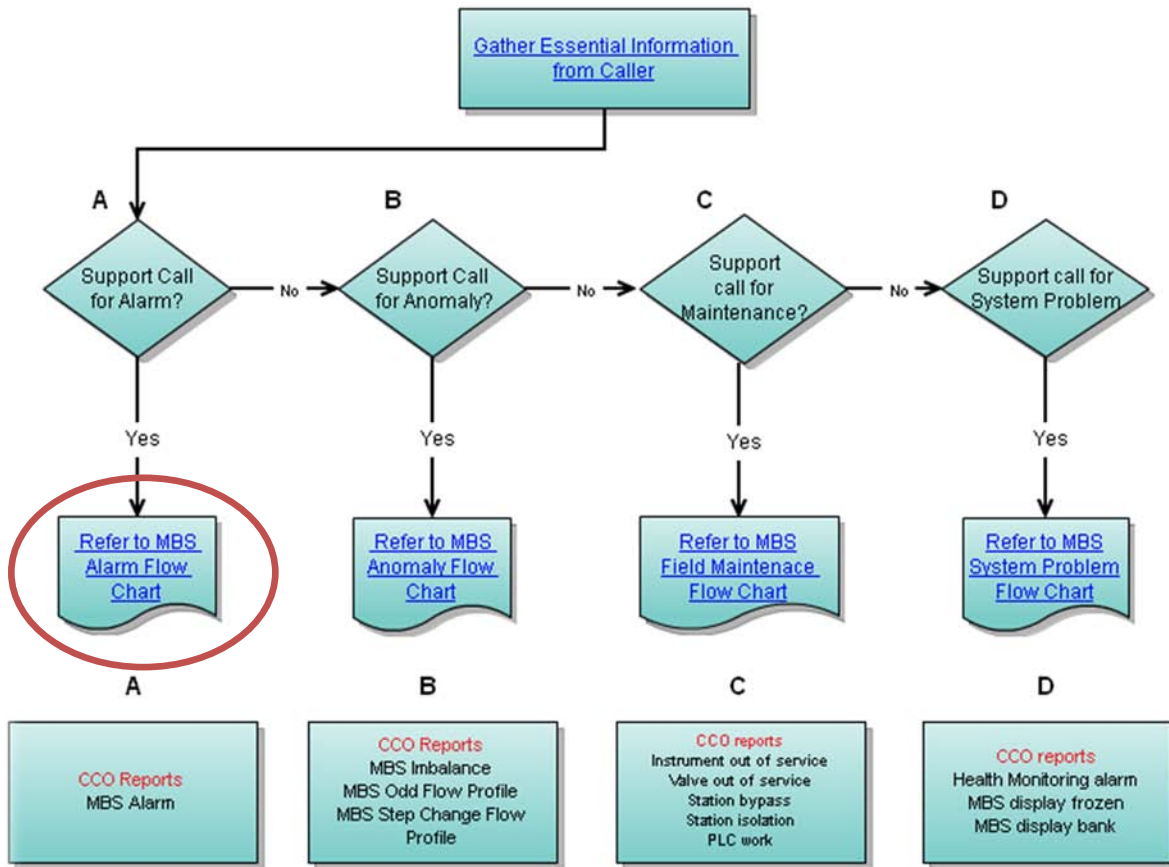 Gather Essential Information
from Caller
A
B
C
D
Support Call
for Alarm?
No
Support Call
for Anomaly?
No
Support
call for
Maintenance?
No
Support call for
System Problem
Yes
Yes
Yes
Yes
Refer to MBS
Alarm Flow
Chart
Refer to MBS
Anomaly Flow
Chart
Refer to MBS
Field Maintenace
Flow Chart
Refer to MBS
System Problem
Flow Chart
A
B
C
D
CCO Reports
MBS Alarm
CCO Reports
MBS Imbalance
MBS Odd Flow Profile
MBS Step Change Flow
Profile
CCO reports
Instrument out of service
Valve out of service
Station bypass
Station isolation
PLC work
CCO reports
Health Monitoring alarm
MBS display frozen
MBS display bank